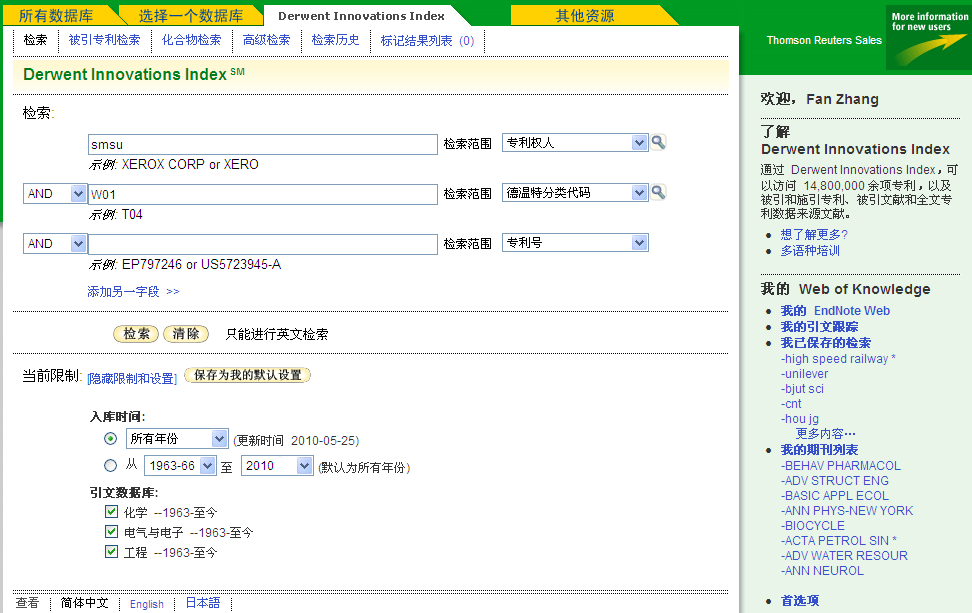 所有数据库 选择一个数据库 Derwent Innovations Index 其他资源
More information
for new users
Thomson Reuters Sales
检索 被引专利检索 化合物检索 高级检索 检索历史 标记结果列表 (0)
Derwent Innovations Index SM
检索:
smsu 检索范围 专利权人
示例: XEROX CORP or XERO
AND W01 检索范围 德温特分类代码
示例: T04
AND 检索范围 专利号
示例: EP797246 or US5723945-A
添加另一字段 >>
检索 清除 只能进行英文检索
当前限制: [隐藏限制和设置] 保存为我的默认设置
入库时间:
所有年份 (更新时间 2010-05-25)
从 1963-66 至 2010 (默认为所有年份)
引文数据库:
化学 --1963-至今
电气与电子 --1963-至今
工程 --1963-至今
查看 简体中文 English 日本語
欢迎, Fan Zhang
了解
Derwent Innovations Index
通过 Derwent Innovations Index,可
以访问 14,800,000 余项专利,以及
被引和施引专利、被引文献和全文专
利数据来源文献。
想了解更多?
多语种培训
我的 Web of Knowledge
我的 EndNote Web
我的引文跟踪
我已保存的检索
-high speed railway *
-unilever
-bjut sci
-cnt
-hou jg
更多内容…
我的期刊列表
-BEHAV PHARMACOL
-ADV STRUCT ENG
-BASIC APPL ECOL
-ANN PHYS-NEW YORK
-BIOCYCLE
-ACTA PETROL SIN *
-ADV WATER RESOUR
-ANN NEUROL
首选项